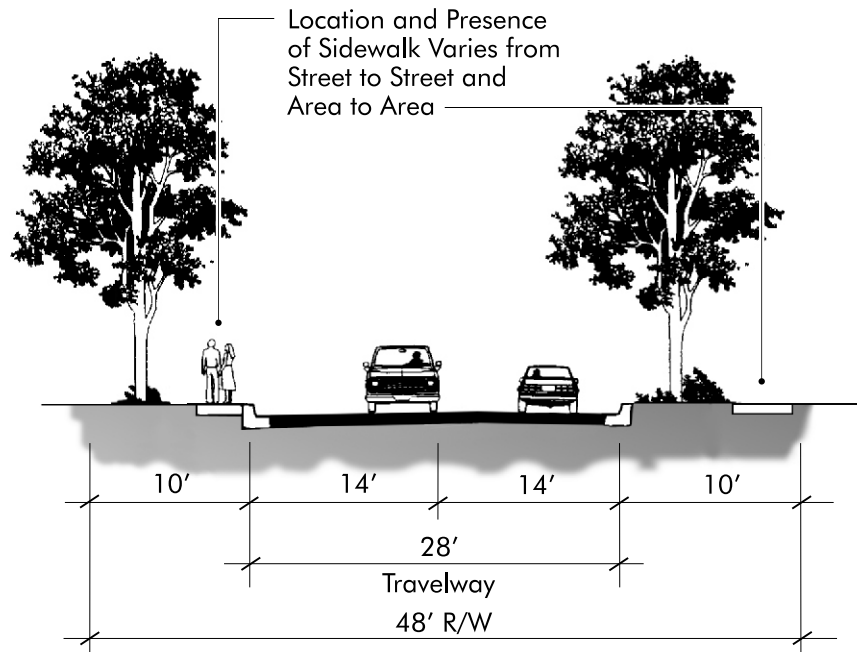 Location and Presence
of Sidewalk Varies from
Street to Street and
Area to Area
10′
14′
14′
10′
28′
Travelway
48′ R/W